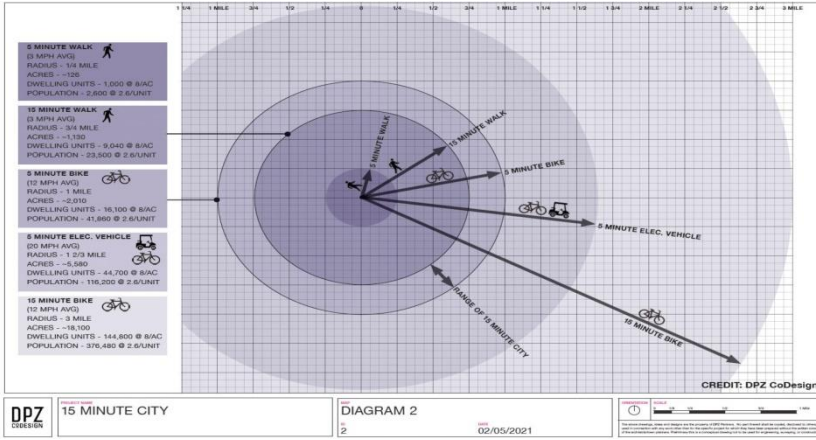 1 1/4 1 MILE 3/4 1/2 1/4 0 1/4 1/2 3/4 1 MILE 1 1/4 1 1/2 1 3/4 2 MILE 2 1/4 2 1/2 2 3/4 3 MILE
5 MINUTE WALK
(3 MPH AVG)
RADIUS - 1/4 MILE
ACRES - ~126
DWELLING UNITS - 1,000 @ 8/AC
POPULATION - 2,600 @ 2.6/UNIT
15 MINUTE WALK
(3 MPH AVG)
RADIUS - 3/4 MILE
ACRES - ~1,130
DWELLING UNITS - 9,040 @ 8/AC
POPULATION - 23,500 @ 2.6/UNIT
5 MINUTE BIKE
(12 MPH AVG)
RADIUS - 1 MILE
ACRES - ~2,010
DWELLING UNITS - 16,100 @ 8/AC
POPULATION - 41,860 @ 2.6/UNIT
5 MINUTE ELEC. VEHICLE
(20 MPH AVG)
RADIUS - 1 2/3 MILE
ACRES - ~5,580
DWELLING UNITS - 44,700 @ 8/AC
POPULATION - 116,200 @ 2.6/UNIT
15 MINUTE BIKE
(12 MPH AVG)
RADIUS - 3 MILE
ACRES - ~18,100
DWELLING UNITS - 144,800 @ 8/AC
POPULATION - 376,480 @ 2.6/UNIT
5 MINUTE WALK
15 MINUTE WALK
5 MINUTE BIKE
5 MINUTE ELEC. VEHICLE
15 MINUTE BIKE
RANGE OF 15 MINUTE CITY
CREDIT: DPZ CoDesign
DPZ
CODESIGN
PROJECT NAME
15 MINUTE CITY
MAP
DIAGRAM 2
ID
2
DATE
02/05/2021
ORIENTATION
SCALE